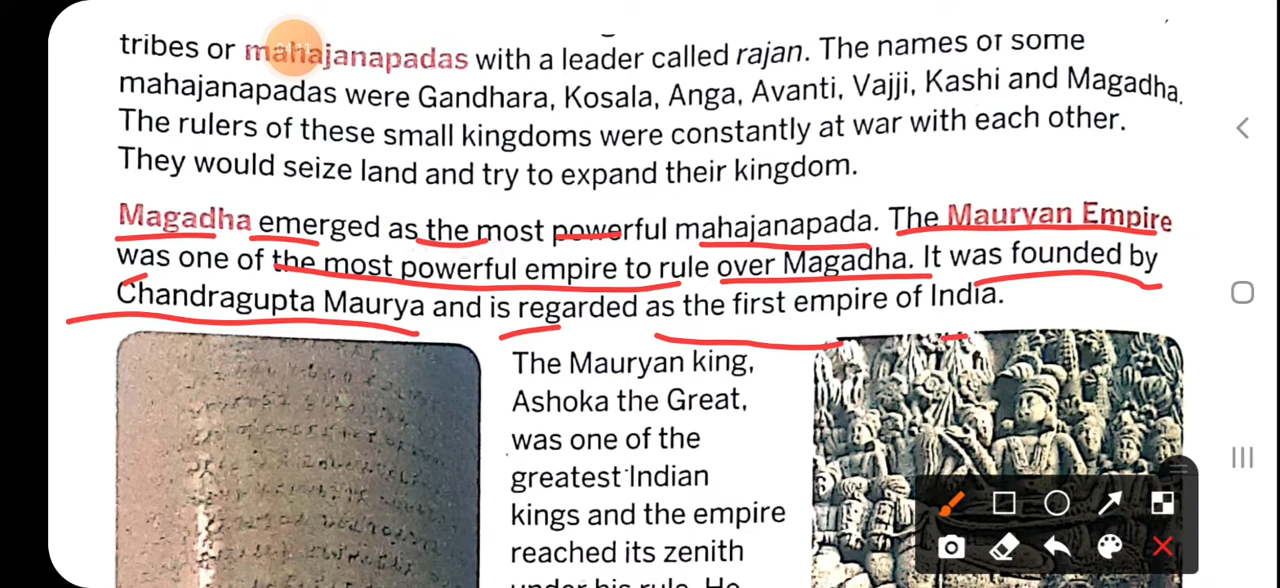 tribes or mahajanapadas with a leader called rajan. The names of some
mahajanapadas were Gandhara, Kosala, Anga, Avanti, Vajji, Kashi and Magadha.
The rulers of these small kingdoms were constantly at war with each other.
They would seize land and try to expand their kingdom.
Magadha emerged as the most powerful mahajanapada. The Mauryan Empire
was one of the most powerful empire to rule over Magadha. It was founded by
Chandragupta Maurya and is regarded as the first empire of India.
The Mauryan king,
Ashoka the Great,
was one of the
greatest Indian
kings and the empire
reached its zenith
under his rule. He